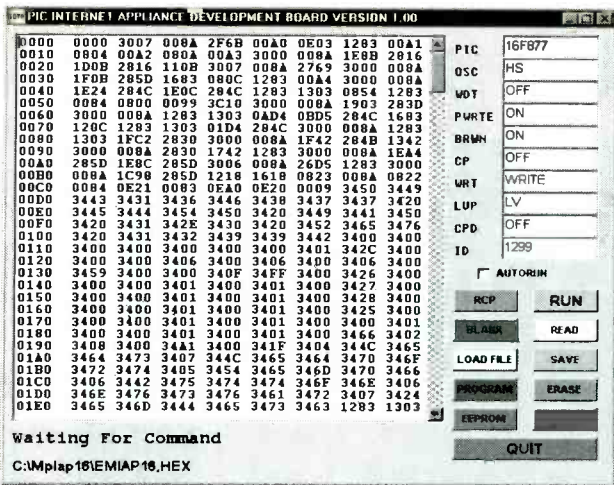 PIC INTERNET APPLIANCE DEVELOPMENT BOARD VERSION 1.00
0000 0000 3007 008A 2F6B 00A0 0E03 1283 00A1
0010 0804 00A2 080A 00A3 3000 008A 1E8B 2816
0020 1D0B 2816 110B 3007 008A 2769 3000 008A
0030 1F0B 285D 1683 080C 1283 00A4 3000 008A
0040 1E24 284C 1E0C 284C 1283 1303 0854 1283
0050 0084 0800 0099 3C10 3000 008A 1903 283D
0060 3000 008A 1283 1303 0AD4 0BD5 284C 1683
0070 120C 1283 1303 01D4 284C 3000 008A 1283
0080 1303 1FC2 2830 3000 008A 1F42 284B 1342
0090 3000 008A 2830 1742 1283 3000 008A 1EA4
00A0 285D 1E8C 285D 3006 008A 26D5 1283 3000
00B0 008A 1C98 285D 1218 1618 0823 008A 0822
00C0 0084 0E21 0083 0EA0 0E20 0009 3450 3449
00D0 3443 3431 3436 3446 3438 3437 3437 3420
00E0 3445 3444 3454 3450 3420 3449 3441 3450
00F0 3420 3431 342E 3430 3420 3452 3465 3476
0100 3420 3431 3432 3439 3439 3442 3400 3400
0110 3400 3400 3400 3400 3400 3401 342C 3400
0120 3400 3400 3406 3400 3406 3400 3406 3400
0130 3459 3400 3400 340F 34FF 3400 3426 3400
0140 3400 3401 3400 3401 3400 3427 3400
0150 3400 3400 3401 3400 3401 3400 3428 3400
0160 3400 3400 3401 3400 3401 3400 3425 3400
0170 3400 3401 3400 3401 3400 3400 3401
0180 3400 3400 3401 3400 3401 3400 3466 3402
0190 3408 3400 34A1 3400 341F 3404 344C 3465
01A0 3464 3473 3407 344C 3465 3464 3470 346F
01B0 3472 3474 3405 3454 3465 346D 3470 3466
01C0 3406 3442 3475 3474 3474 346F 346E 3406
01D0 346E 3476 3473 3476 3461 3472 3407 3424
01E0 3465 346D 3444 3465 3473 3463 1283 1303
PIC 16F877
OSC HS
WDT OFF
PWRTE ON
BRWN ON
CP OFF
WRT WRITE
LVP LV
CPD OFF
ID 1299
AUTORUN
RCP RUN
BLANK READ
LOAD FILE SAVE
PROGRAM ERASE
EEPROM
QUIT
Waiting For Command
C:\Mplap16\EMIAP16.HEX